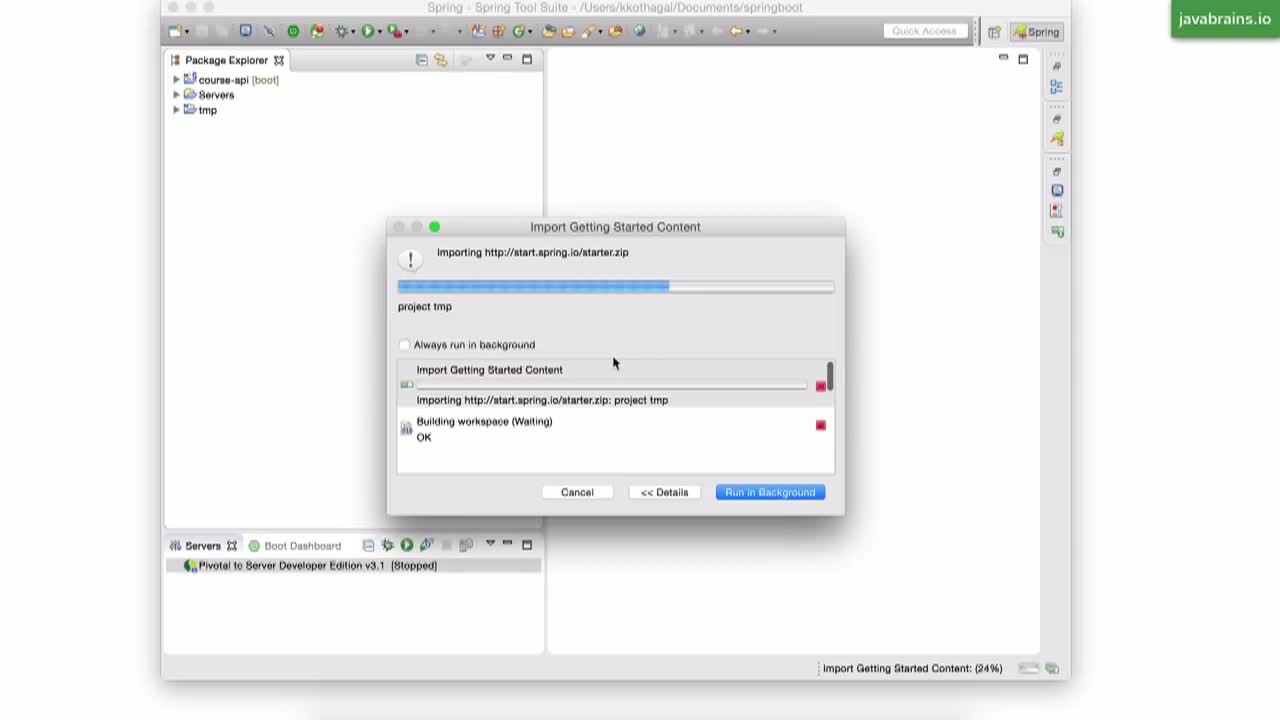 Spring - Spring Tool Suite - /Users/kkothagal/Documents/springboot
javabrains.io
Quick Access
Spring
Package Explorer
course-api [boot]
Servers
tmp
Import Getting Started Content
Importing http://start.spring.io/starter.zip
project tmp
Always run in background
Import Getting Started Content
Importing http://start.spring.io/starter.zip: project tmp
Building workspace (Waiting)
OK
Cancel
<< Details
Run in Background
Servers
Boot Dashboard
Pivotal tc Server Developer Edition v3.1 [Stopped]
Import Getting Started Content: (24%)